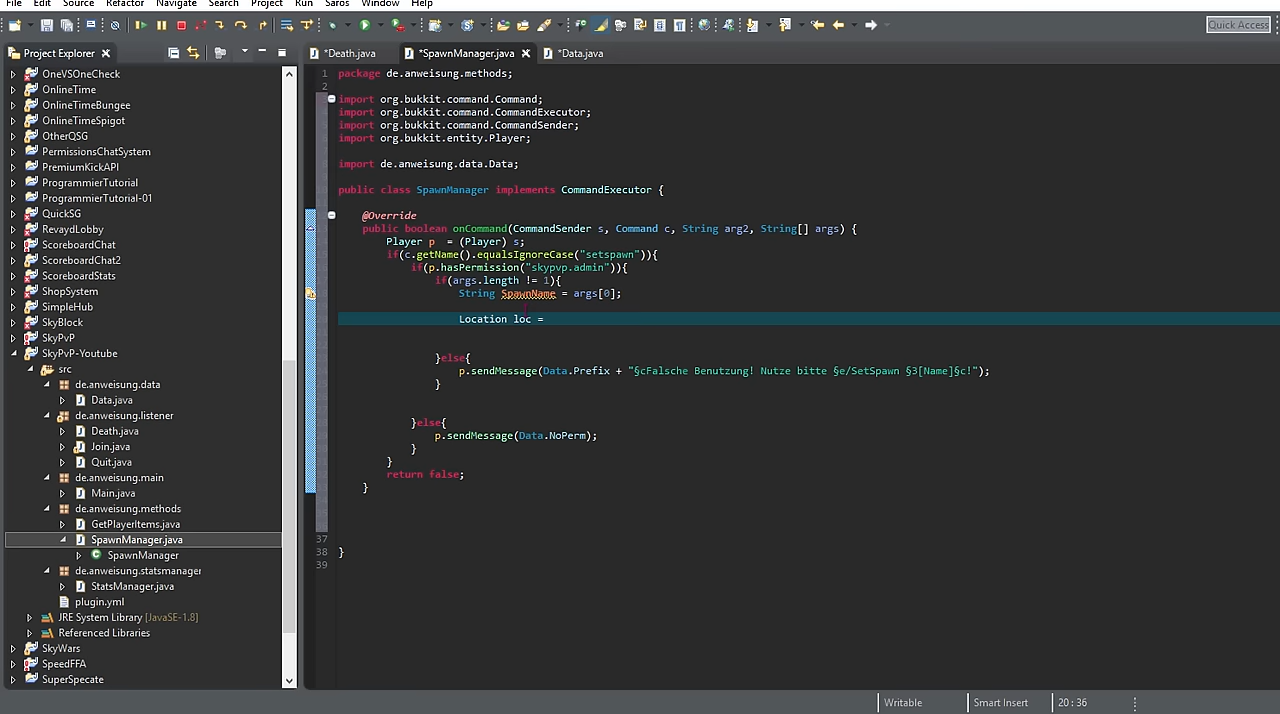 File Edit Source Refactor Navigate Search Project Run Saros Window Help
Quick Access
Project Explorer
*Death.java
*SpawnManager.java
*Data.java
OneVSOneCheck
OnlineTime
OnlineTimeBungee
OnlineTimeSpigot
OtherQSG
PermissionsChatSystem
PremiumKickAPI
ProgrammierTutorial
ProgrammierTutorial-01
QuickSG
RevaydLobby
ScoreboardChat
ScoreboardChat2
ScoreboardStats
ShopSystem
SimpleHub
SkyBlock
SkyPvP
SkyPvP-Youtube
src
de.anweisung.data
Data.java
de.anweisung.listener
Death.java
Join.java
Quit.java
de.anweisung.main
Main.java
de.anweisung.methods
GetPlayerItems.java
SpawnManager.java
SpawnManager
de.anweisung.statsmanager
StatsManager.java
plugin.yml
JRE System Library [JavaSE-1.8]
Referenced Libraries
SkyWars
SpeedFFA
SuperSpecate
1 package de.anweisung.methods;
2
import org.bukkit.command.Command;
import org.bukkit.command.CommandExecutor;
import org.bukkit.command.CommandSender;
import org.bukkit.entity.Player;
import de.anweisung.data.Data;
public class SpawnManager implements CommandExecutor {
@Override
public boolean onCommand(CommandSender s, Command c, String arg2, String[] args) {
Player p  = (Player) s;
if(c.getName().equalsIgnoreCase("setspawn")){
if(p.hasPermission("skypvp.admin")){
if(args.length != 1){
String SpawnName = args[0];
Location loc =
}else{
p.sendMessage(Data.Prefix + "§cFalsche Benutzung! Nutze bitte §e/SetSpawn §3[Name]§c!");
}
}else{
p.sendMessage(Data.NoPerm);
}
}
return false;
}
37
38 }
39
Writable
Smart Insert
20 : 36